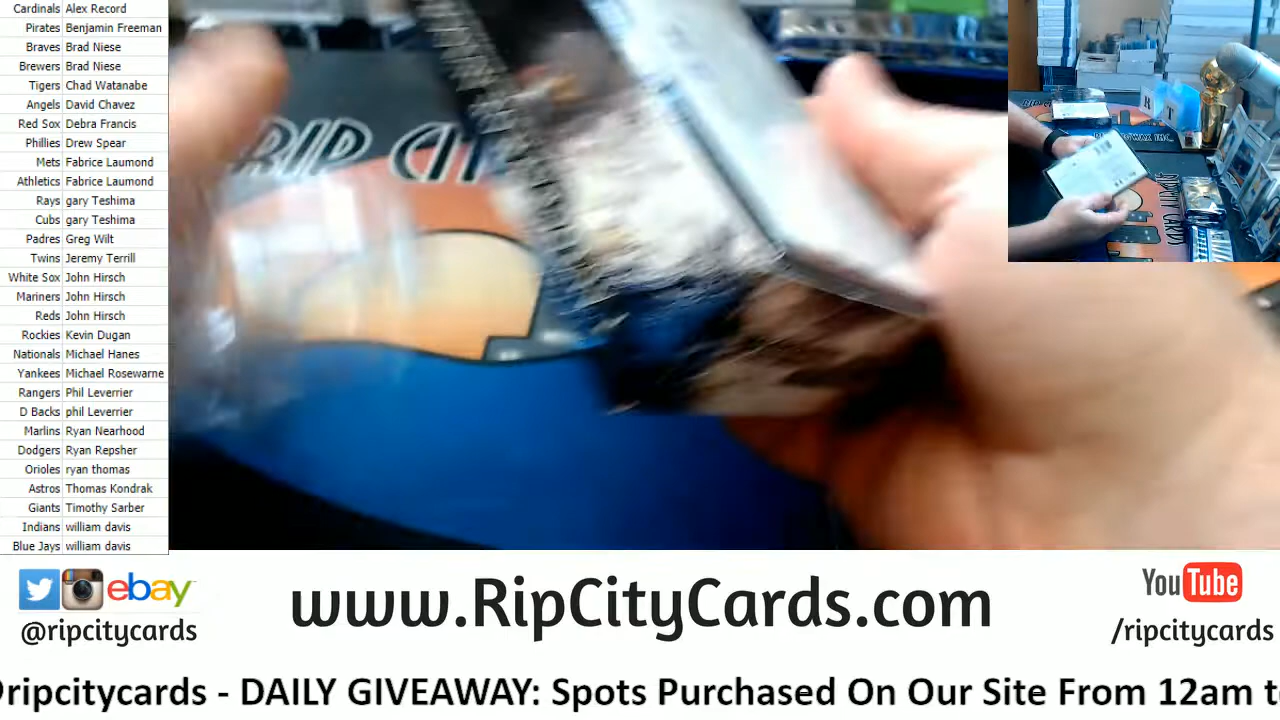 Cardinals Alex Record
Pirates Benjamin Freeman
Braves Brad Niese
Brewers Brad Niese
Tigers Chad Watanabe
Angels David Chavez
Red Sox Debra Francis
Phillies Drew Spear
Mets Fabrice Laumond
Athletics Fabrice Laumond
Rays gary Teshima
Cubs gary Teshima
Padres Greg Wilt
Twins Jeremy Terrill
White Sox John Hirsch
Mariners John Hirsch
Reds John Hirsch
Rockies Kevin Dugan
Nationals Michael Hanes
Yankees Michael Rosewarne
Rangers Phil Leverrier
D Backs phil Leverrier
Marlins Ryan Nearhood
Dodgers Ryan Repsher
Orioles ryan thomas
Astros Thomas Kondrak
Giants Timothy Sarber
Indians william davis
Blue Jays william davis
RIP CIT
RIPCITY CARDS
ebay
@ripcitycards
www.RipCityCards.com
YouTube
/ripcitycards
ripcitycards - DAILY GIVEAWAY: Spots Purchased On Our Site From 12am t